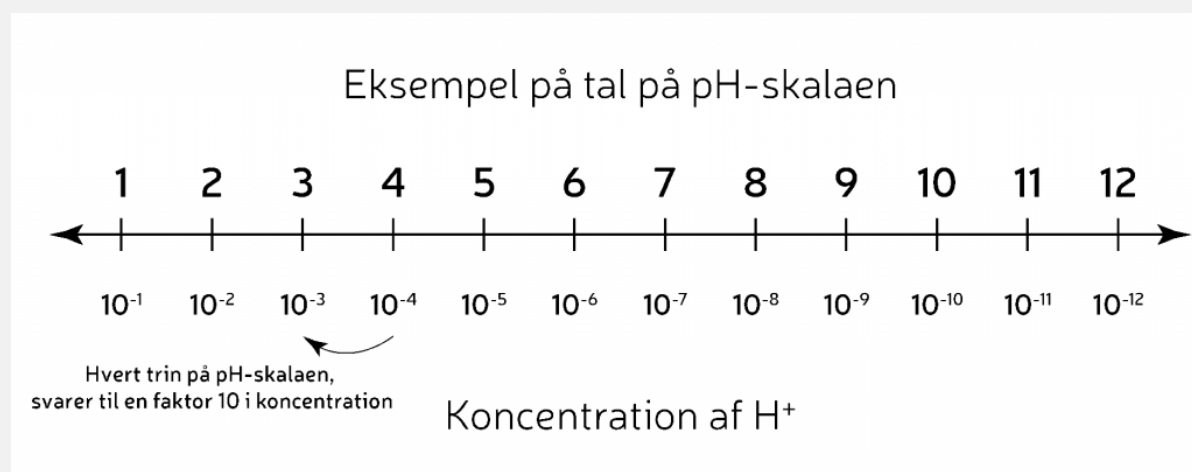 Eksempel på tal på pH-skalaen
1 2 3 4 5 6 7 8 9 10 11 12
10⁻¹ 10⁻² 10⁻³ 10⁻⁴ 10⁻⁵ 10⁻⁶ 10⁻⁷ 10⁻⁸ 10⁻⁹ 10⁻¹⁰ 10⁻¹¹ 10⁻¹²
Hvert trin på pH-skalaen,
svarer til en faktor 10 i koncentration
Koncentration af H⁺